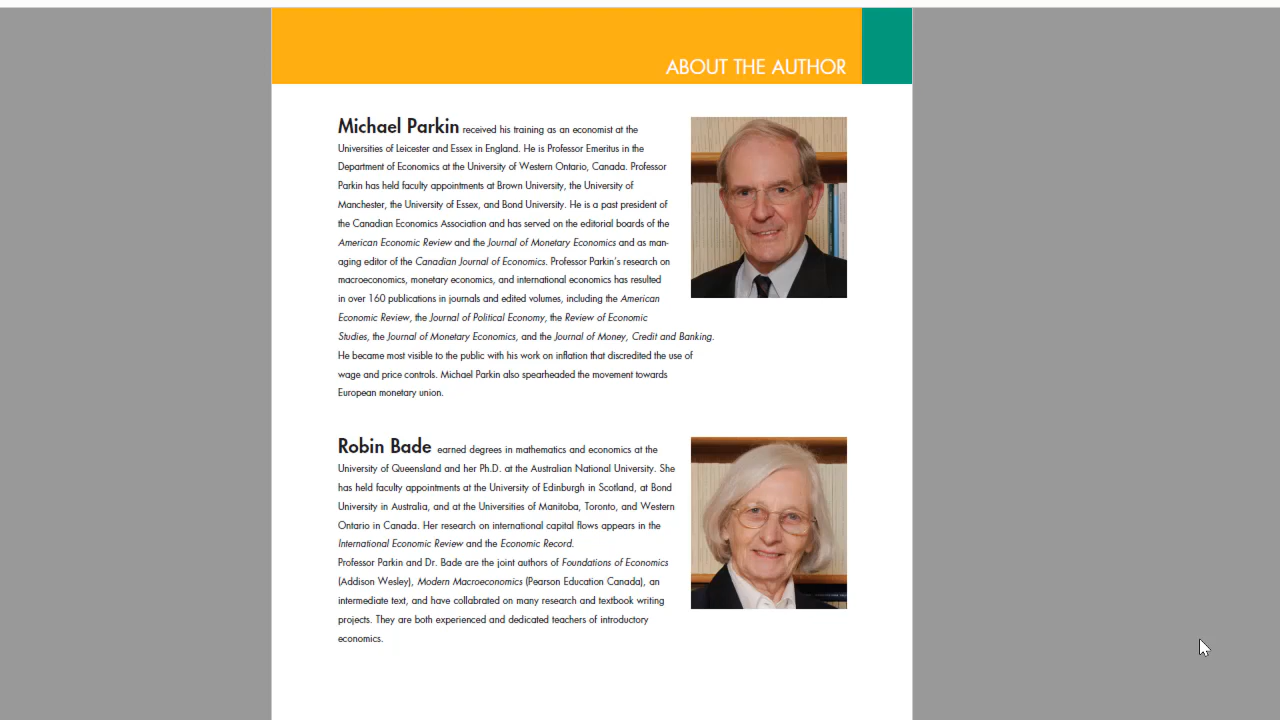 ABOUT THE AUTHOR
Michael Parkin received his training as an economist at the
Universities of Leicester and Essex in England. He is Professor Emeritus in the
Department of Economics at the University of Western Ontario, Canada. Professor
Parkin has held faculty appointments at Brown University, the University of
Manchester, the University of Essex, and Bond University. He is a past president of
the Canadian Economics Association and has served on the editorial boards of the
American Economic Review and the Journal of Monetary Economics and as man-
aging editor of the Canadian Journal of Economics. Professor Parkin's research on
macroeconomics, monetary economics, and international economics has resulted
in over 160 publications in journals and edited volumes, including the American
Economic Review, the Journal of Political Economy, the Review of Economic
Studies, the Journal of Monetary Economics, and the Journal of Money, Credit and Banking.
He became most visible to the public with his work on inflation that discredited the use of
wage and price controls. Michael Parkin also spearheaded the movement towards
European monetary union.
Robin Bade earned degrees in mathematics and economics at the
University of Queensland and her Ph.D. at the Australian National University. She
has held faculty appointments at the University of Edinburgh in Scotland, at Bond
University in Australia, and at the Universities of Manitoba, Toronto, and Western
Ontario in Canada. Her research on international capital flows appears in the
International Economic Review and the Economic Record.
Professor Parkin and Dr. Bade are the joint authors of Foundations of Economics
(Addison Wesley), Modern Macroeconomics (Pearson Education Canada), an
intermediate text, and have collabrated on many research and textbook writing
projects. They are both experienced and dedicated teachers of introductory
economics.